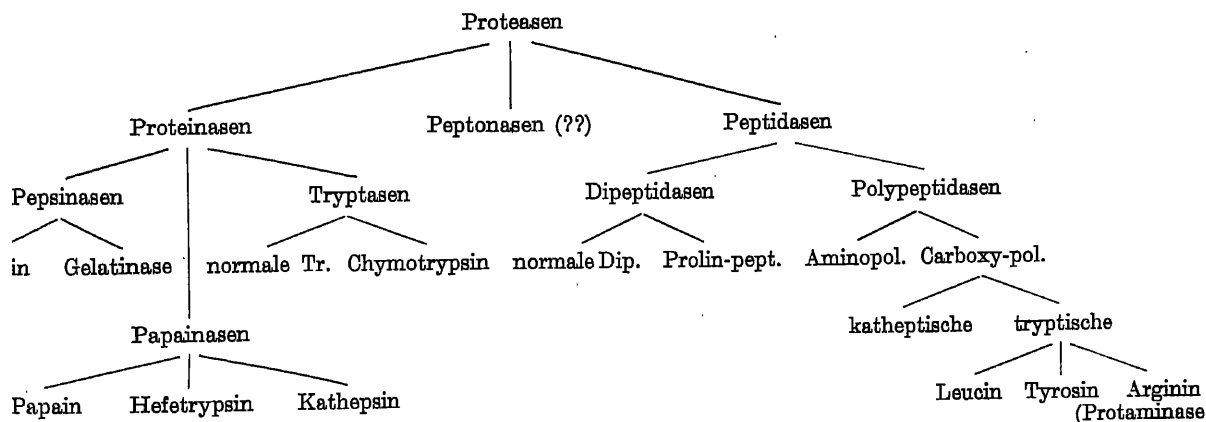 Proteasen
Proteinasen Peptonasen (??) Peptidasen
Pepsinasen Tryptasen Dipeptidasen Polypeptidasen
in Gelatinase normale Tr. Chymotrypsin normale Dip. Prolin-pept. Aminopol. Carboxy-pol.
Papainasen katheptische tryptische
Papain Hefetrypsin Kathepsin Leucin Tyrosin Arginin
(Protaminase